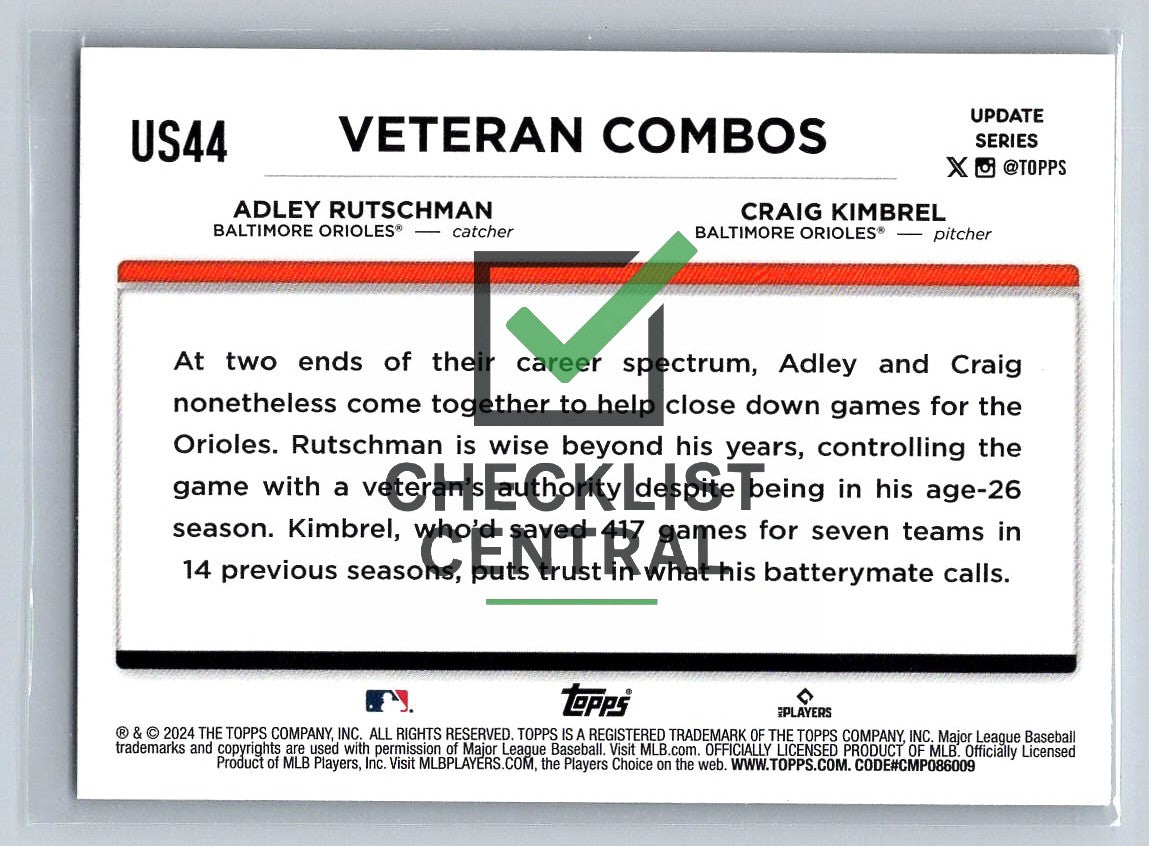 US44
VETERAN COMBOS
UPDATE
SERIES
X @TOPPS
ADLEY RUTSCHMAN
BALTIMORE ORIOLES® — catcher
CRAIG KIMBREL
BALTIMORE ORIOLES® — pitcher
At two ends of their career spectrum, Adley and Craig
nonetheless come together to help close down games for the
Orioles. Rutschman is wise beyond his years, controlling the
game with a veteran's authority despite being in his age-26
season. Kimbrel, who'd saved 417 games for seven teams in
14 previous seasons, puts trust in what his batterymate calls.
CHECKLIST
CENTRAL
topps®
MLB PLAYERS
® & © 2024 THE TOPPS COMPANY, INC. ALL RIGHTS RESERVED. TOPPS IS A REGISTERED TRADEMARK OF THE TOPPS COMPANY, INC. Major League Baseball
trademarks and copyrights are used with permission of Major League Baseball. Visit MLB.com. OFFICIALLY LICENSED PRODUCT OF MLB. Officially Licensed
Product of MLB Players, Inc. Visit MLBPLAYERS.COM, the Players Choice on the web. WWW.TOPPS.COM. CODE#CMP086009